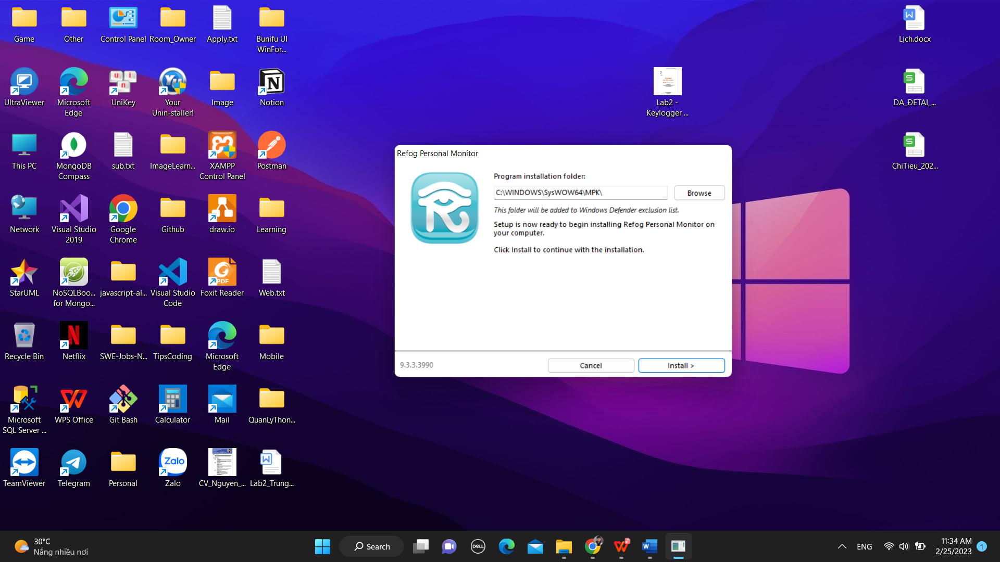 Game
Other
Control Panel
Room_Owner
Apply.txt
Bunifu UI
WinFor...
Lịch.docx
UltraViewer
Microsoft
Edge
UniKey
Your
Unin-staller!
Image
Notion
Lab2 -
Keylogger ...
DA_ĐETAI_...
This PC
MongoDB
Compass
sub.txt
ImageLearn...
XAMPP
Control Panel
Postman
ChiTieu_202...
Network
Visual Studio
2019
Google
Chrome
Github
draw.io
Learning
StarUML
NoSQLBoo...
for Mongo...
javascript-al...
Visual Studio
Code
Foxit Reader
Web.txt
Recycle Bin
Netflix
SWE-Jobs-N...
TipsCoding
Microsoft
Edge
Mobile
Microsoft
SQL Server ...
WPS Office
Git Bash
Calculator
Mail
QuanLyThon...
TeamViewer
Telegram
Personal
Zalo
Zalo
CV_Nguyen_...
Lab2_Trung...
Refog Personal Monitor
Program installation folder:
C:\WINDOWS\SysWOW64\MPK\
Browse
This folder will be added to Windows Defender exclusion list.
Setup is now ready to begin installing Refog Personal Monitor on
your computer.
Click Install to continue with the installation.
9.3.3.3990
Cancel
Install >
30°C
Nắng nhiều nơi
Search
DELL
ENG
11:34 AM
2/25/2023
1